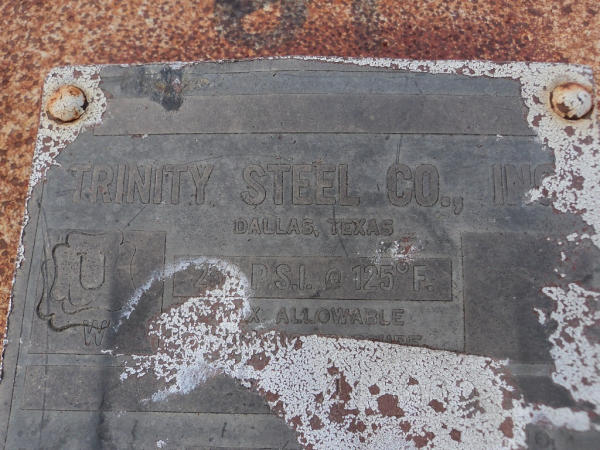 TRINITY STEEL CO., INC
DALLAS, TEXAS
U
P.S.I. @ 125°F.
W
ALLOWABLE